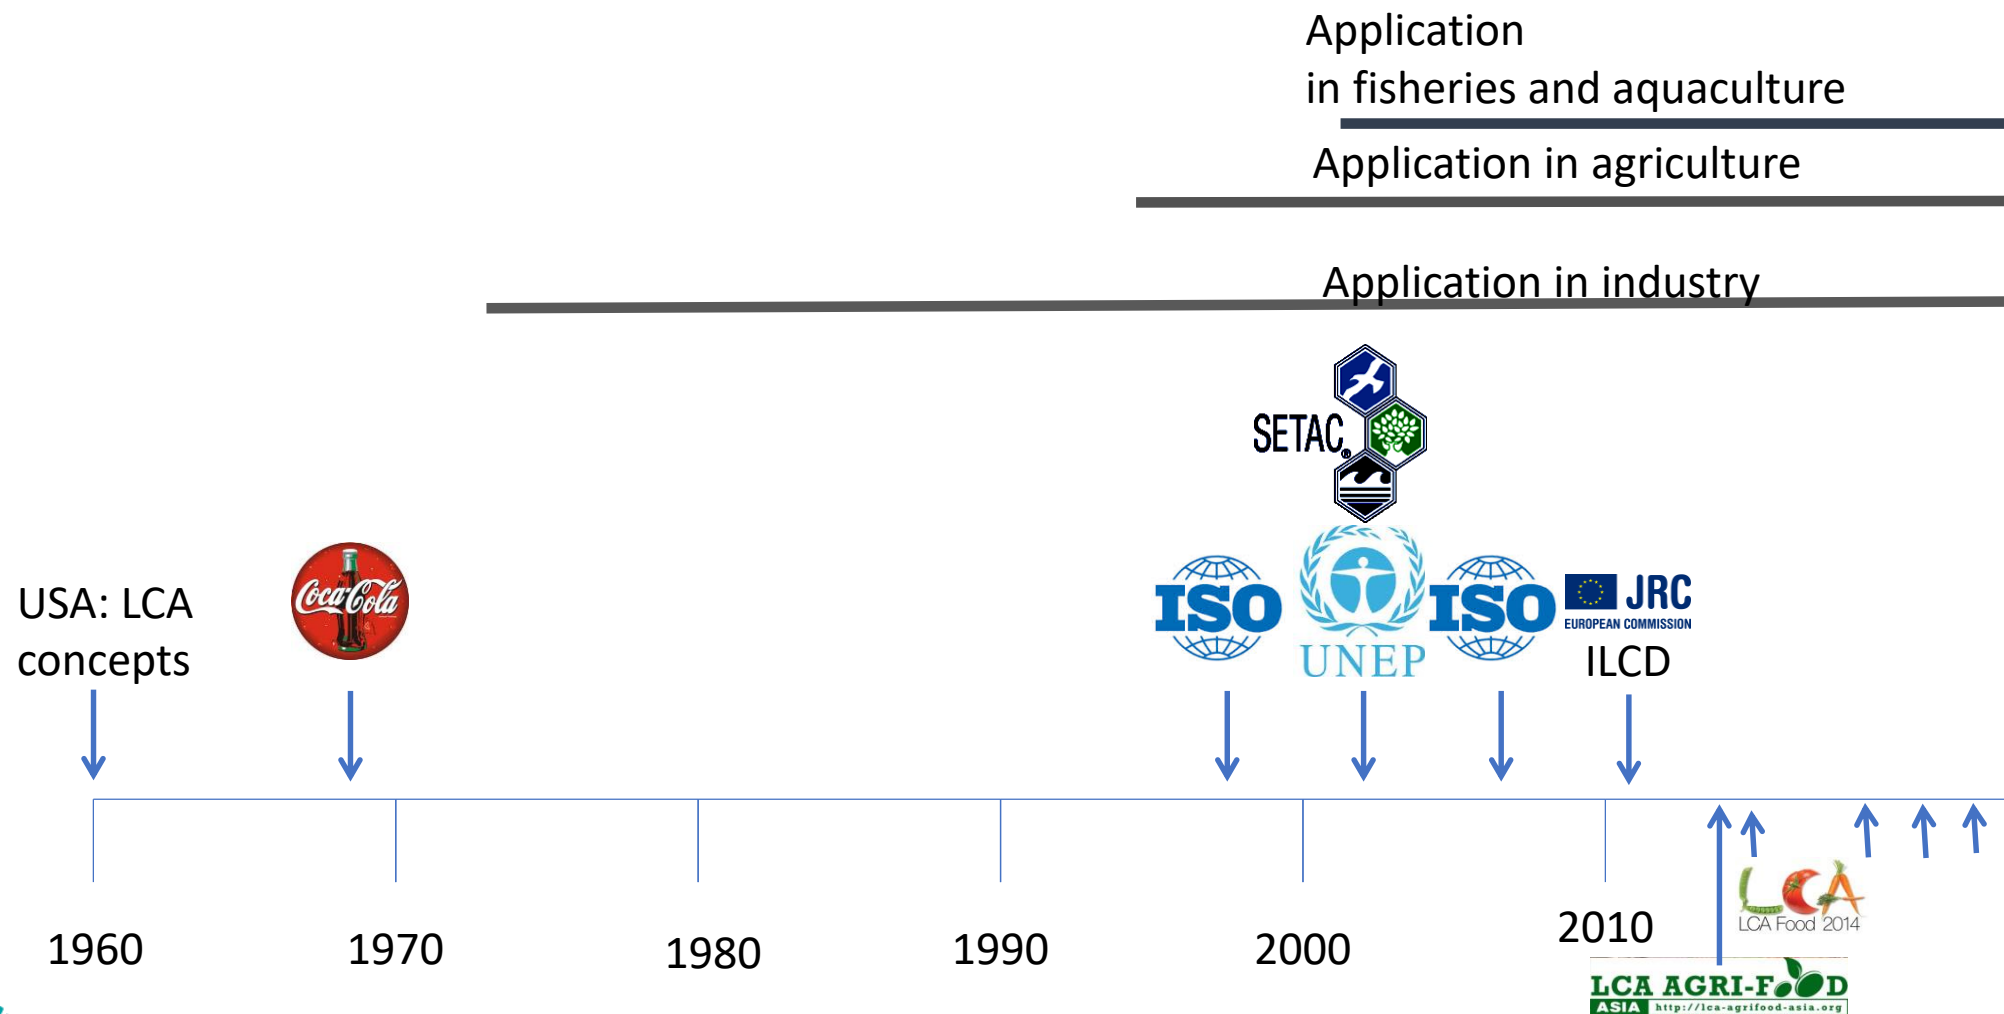 Application
in fisheries and aquaculture
Application in agriculture
Application in industry
SETAC®
Coca-Cola
ISO
UNEP
ISO
JRC
EUROPEAN COMMISSION
ILCD
USA: LCA
concepts
1960
1970
1980
1990
2000
2010
LCA
LCA Food 2014
LCA AGRI-FOOD
ASIA http://lca-agrifood-asia.org